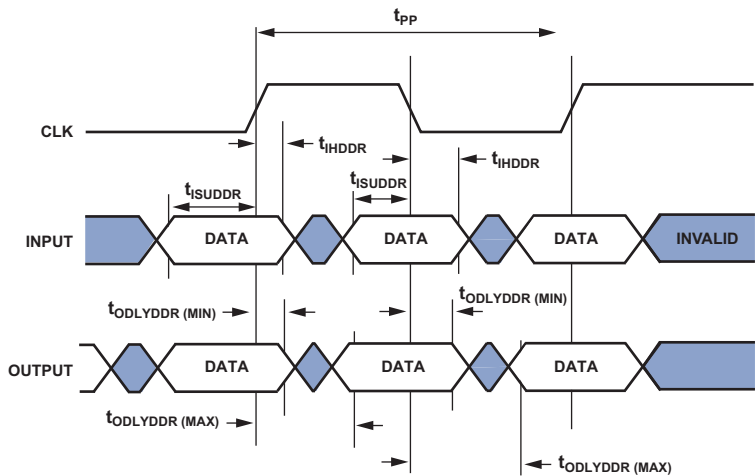 tPP
CLK
tIHDDR
tIHDDR
tISUDDR
tISUDDR
INPUT
DATA
DATA
DATA
INVALID
tODLYDDR (MIN)
tODLYDDR (MIN)
OUTPUT
DATA
DATA
DATA
tODLYDDR (MAX)
tODLYDDR (MAX)